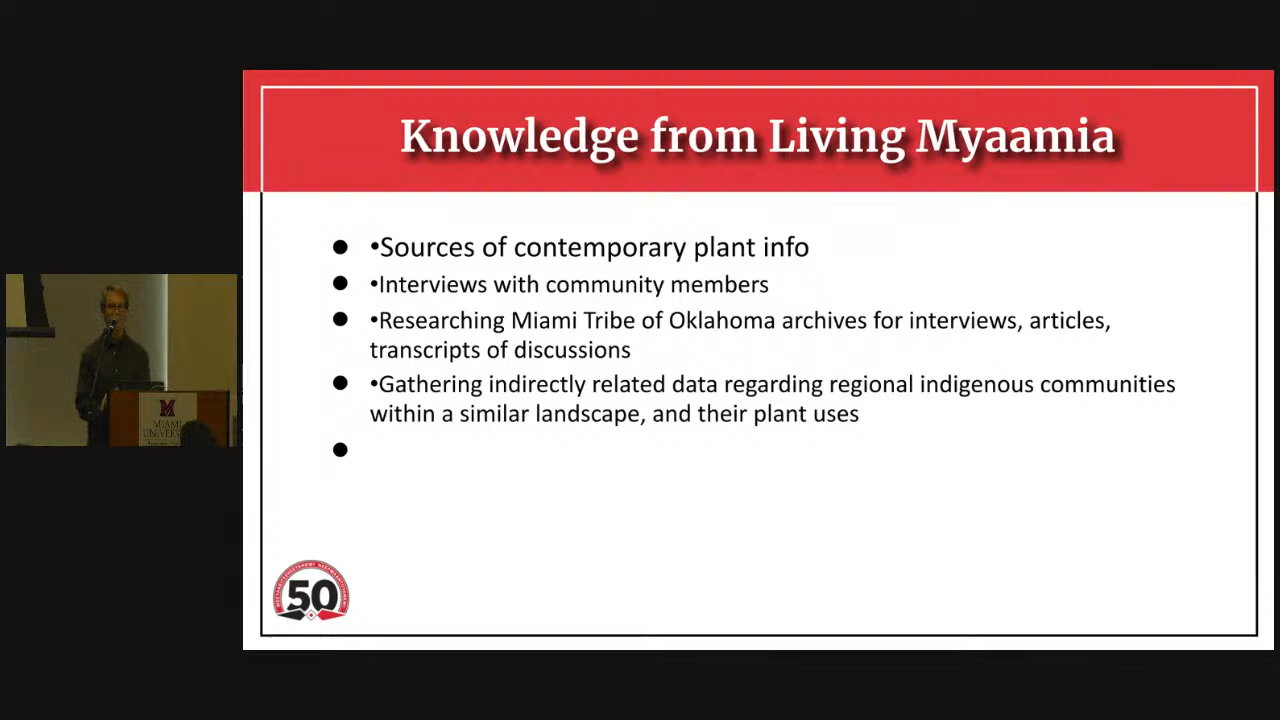 Knowledge from Living Myaamia
● •Sources of contemporary plant info
● •Interviews with community members
● •Researching Miami Tribe of Oklahoma archives for interviews, articles,
transcripts of discussions
● •Gathering indirectly related data regarding regional indigenous communities
within a similar landscape, and their plant uses
●
50
M
MIAMI